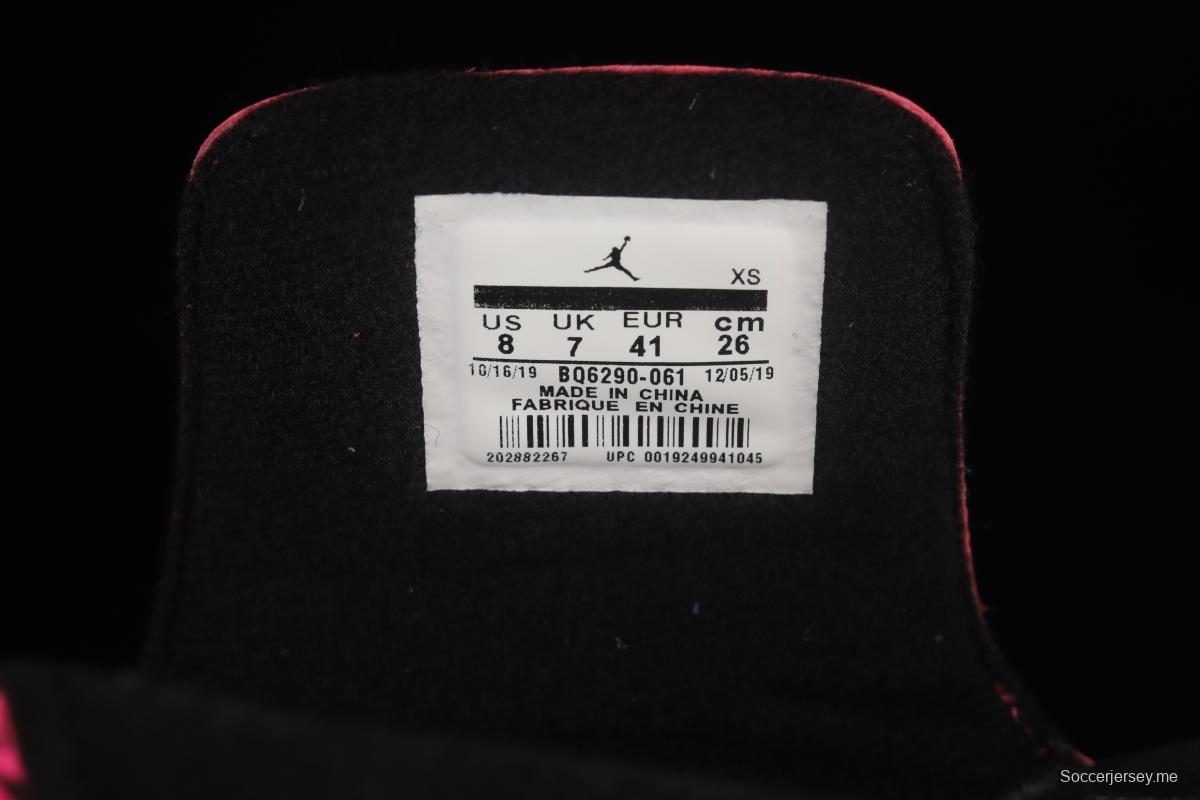 XS
US UK EUR cm
8 7 41 26
10/16/19 BQ6290-061 12/05/19
MADE IN CHINA
FABRIQUE EN CHINE
202882267 UPC 0019249941045
Soccerjersey.me